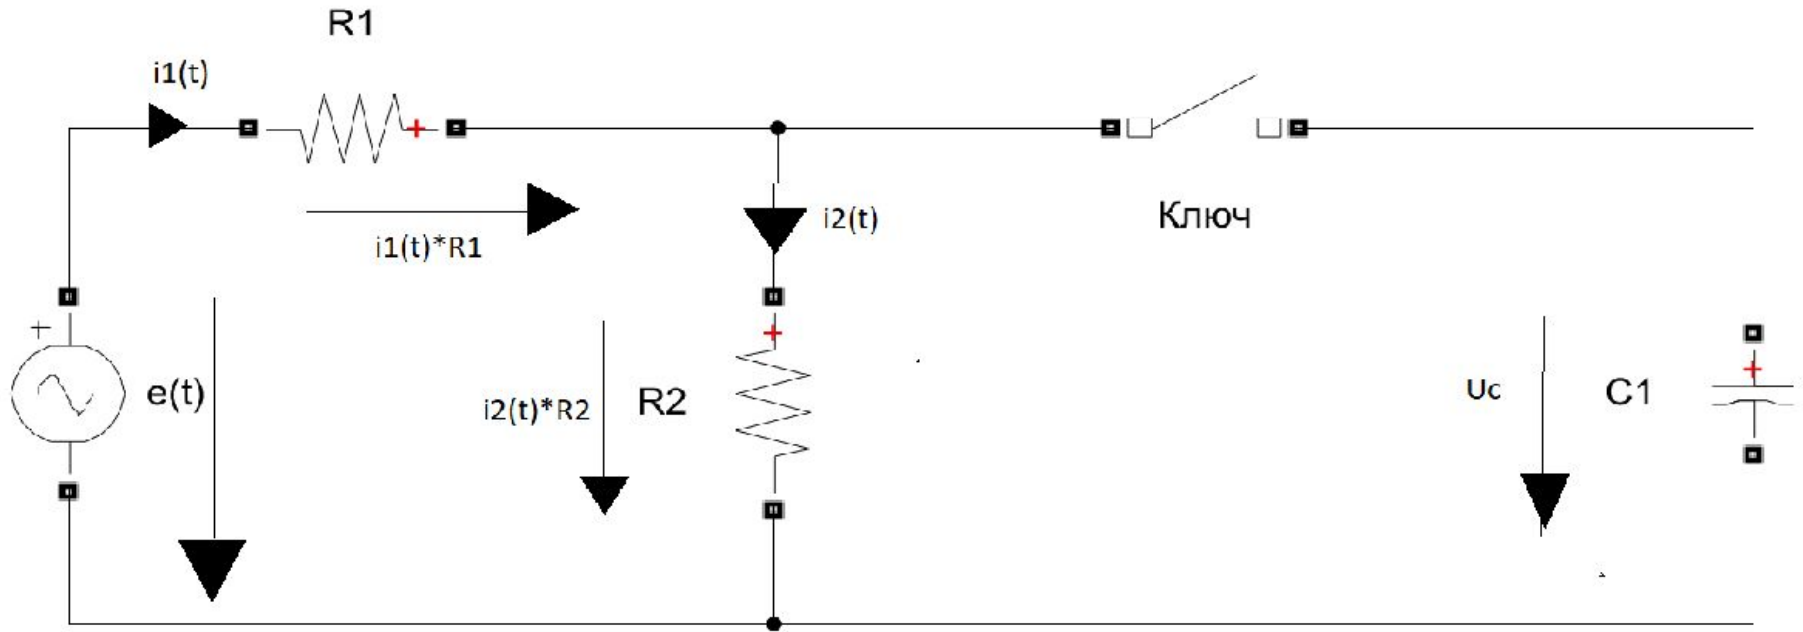 R1
i1(t)
i2(t)
Ключ
i1(t)*R1
+
e(t)
i2(t)*R2
R2
Uc
C1